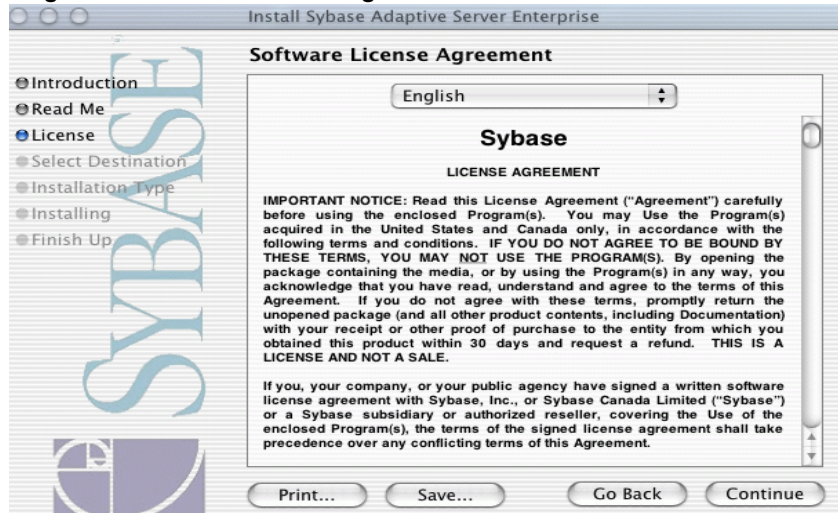 Install Sybase Adaptive Server Enterprise
Software License Agreement
Introduction
Read Me
License
Select Destination
Installation Type
Installing
Finish Up
SYBASE
English
Sybase
LICENSE AGREEMENT
IMPORTANT NOTICE: Read this License Agreement (“Agreement”) carefully
before using the enclosed Program(s). You may Use the Program(s)
acquired in the United States and Canada only, in accordance with the
following terms and conditions. IF YOU DO NOT AGREE TO BE BOUND BY
THESE TERMS, YOU MAY NOT USE THE PROGRAM(S). By opening the
package containing the media, or by using the Program(s) in any way, you
acknowledge that you have read, understand and agree to the terms of this
Agreement. If you do not agree with these terms, promptly return the
unopened package (and all other product contents, including Documentation)
with your receipt or other proof of purchase to the entity from which you
obtained this product within 30 days and request a refund. THIS IS A
LICENSE AND NOT A SALE.
If you, your company, or your public agency have signed a written software
license agreement with Sybase, Inc., or Sybase Canada Limited (“Sybase”)
or a Sybase subsidiary or authorized reseller, covering the Use of the
enclosed Program(s), the terms of the signed license agreement shall take
precedence over any conflicting terms of this Agreement.
Print...
Save...
Go Back
Continue